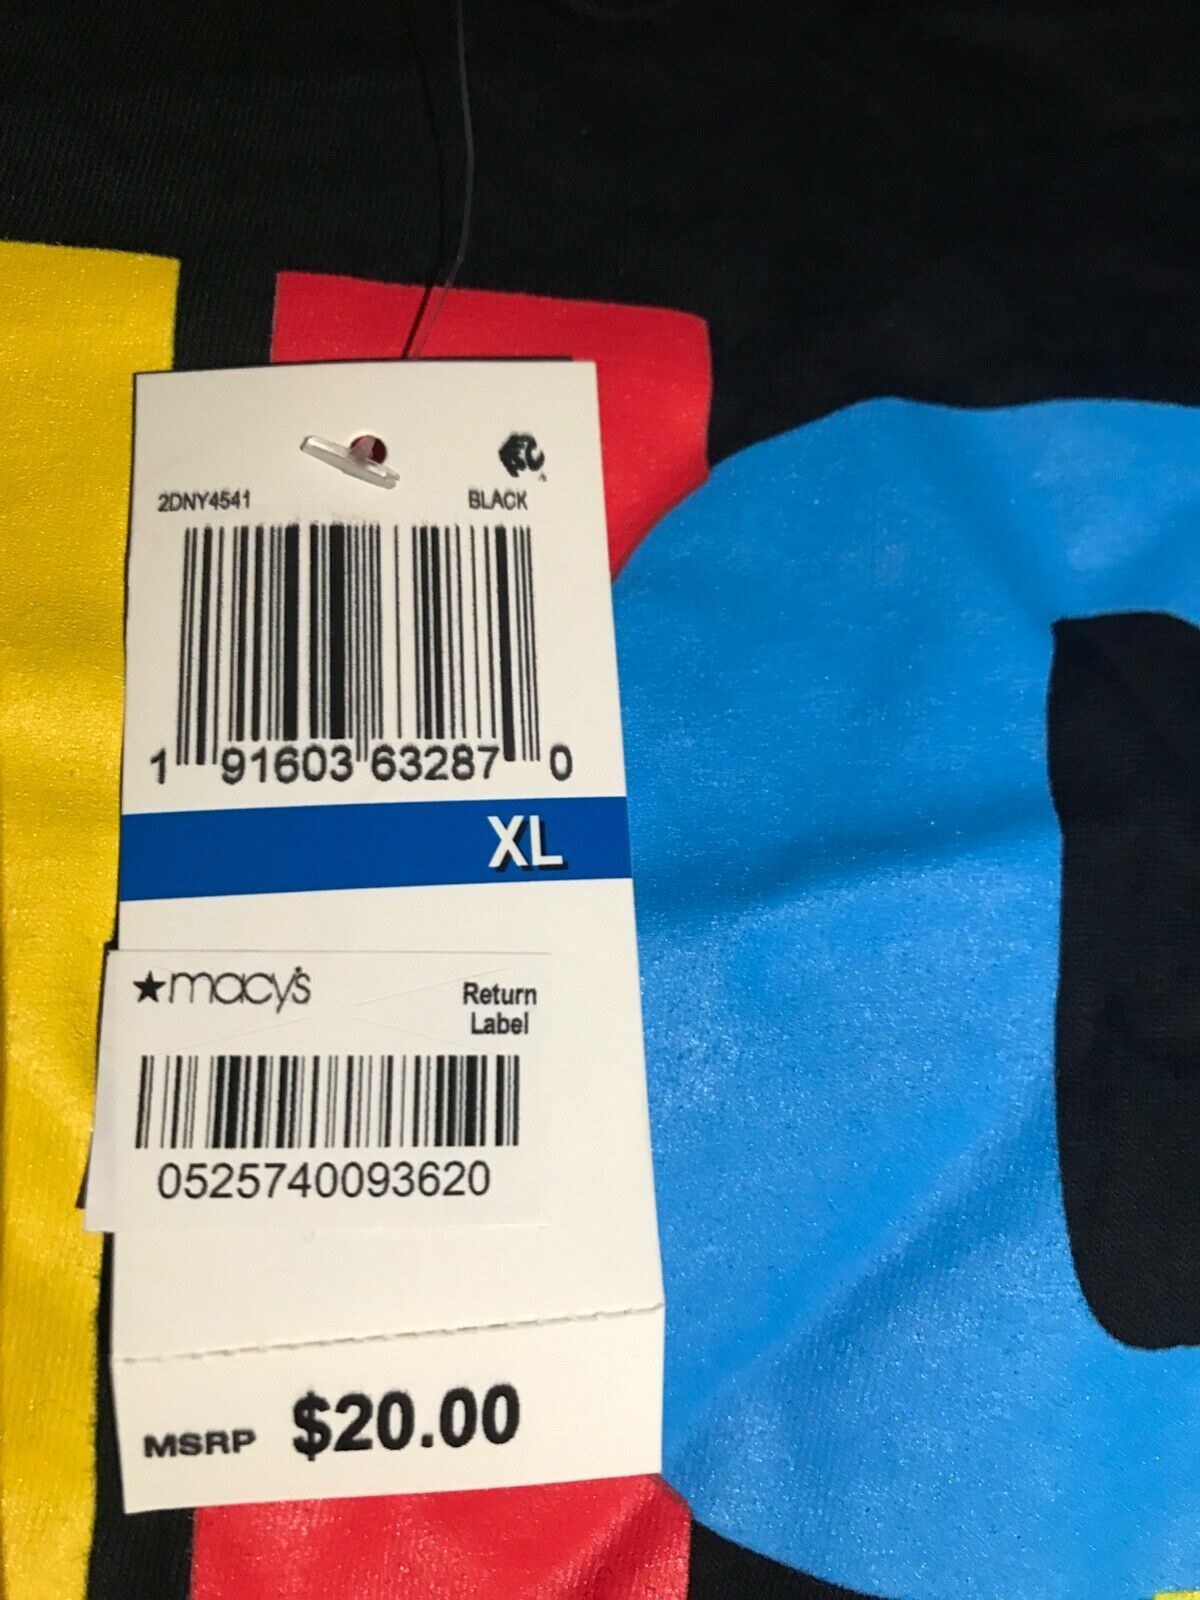 2DNY4541 BLACK
1 91603 63287 0
XL
macy's
Return
Label
0525740093620
MSRP $20.00